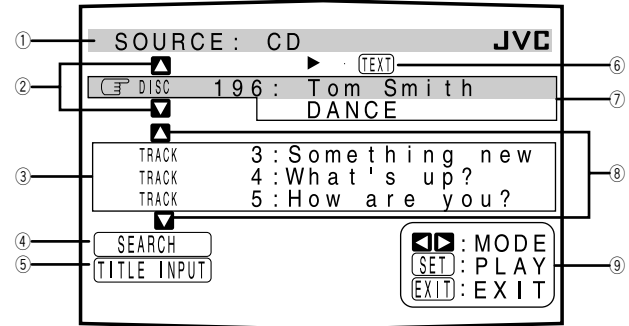 ① SOURCE: CD JVC
② TEXT ⑥
DISC 196: Tom Smith ⑦
DANCE
③ TRACK 3:Something new
TRACK 4:What's up? ⑧
TRACK 5:How are you?
④ SEARCH :MODE
⑤ TITLE INPUT SET:PLAY ⑨
EXIT:EXIT